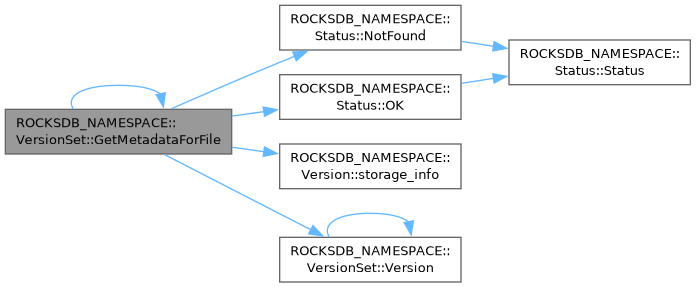 ROCKSDB_NAMESPACE::
VersionSet::GetMetadataForFile
ROCKSDB_NAMESPACE::
Status::NotFound
ROCKSDB_NAMESPACE::
Status::OK
ROCKSDB_NAMESPACE::
Version::storage_info
ROCKSDB_NAMESPACE::
VersionSet::Version
ROCKSDB_NAMESPACE::
Status::Status